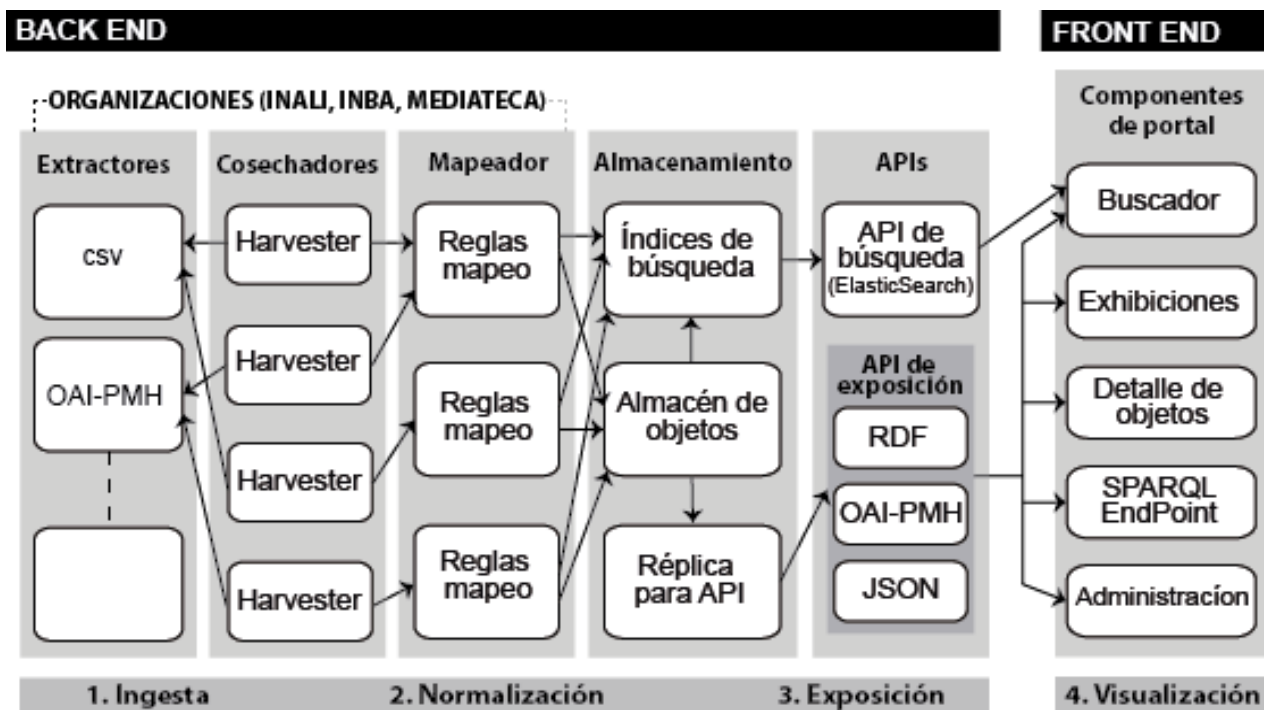 BACK END
FRONT END
ORGANIZACIONES (INALI, INBA, MEDIATECA)
Extractores
csv
OAI-PMH
Cosechadores
Harvester
Harvester
Harvester
Harvester
Mapeador
Reglas
mapeo
Reglas
mapeo
Reglas
mapeo
Almacenamiento
Índices de
búsqueda
Almacén de
objetos
Réplica
para API
APIs
API de
búsqueda
(ElasticSearch)
API de
exposición
RDF
OAI-PMH
JSON
Componentes
de portal
Buscador
Exhibiciones
Detalle de
objetos
SPARQL
EndPoint
Administracíon
1. Ingesta
2. Normalización
3. Exposición
4. Visualización